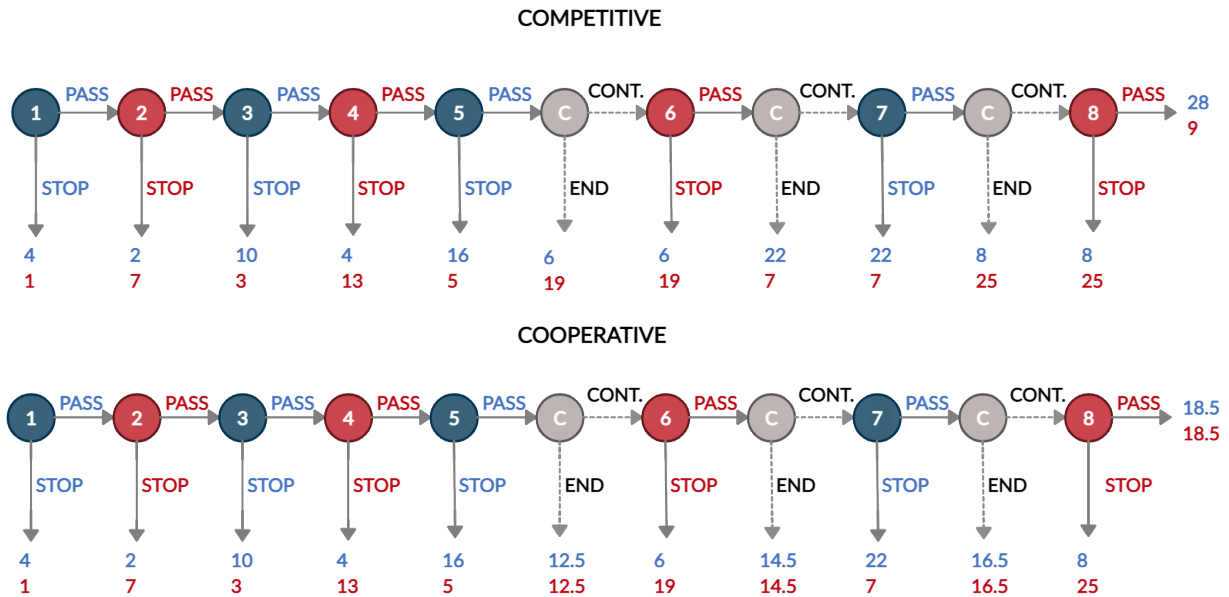 COMPETITIVE
PASS PASS PASS PASS PASS CONT. PASS CONT. PASS CONT. PASS
1 2 3 4 5 C 6 C 7 C 8 28
9
STOP STOP STOP STOP STOP END STOP END STOP END STOP
4 2 10 4 16 6 6 22 22 8 8
1 7 3 13 5 19 19 7 7 25 25
COOPERATIVE
PASS PASS PASS PASS PASS CONT. PASS CONT. PASS CONT. PASS
1 2 3 4 5 C 6 C 7 C 8 18.5
18.5
STOP STOP STOP STOP STOP END STOP END STOP END STOP
4 2 10 4 16 12.5 6 14.5 22 16.5 8
1 7 3 13 5 12.5 19 14.5 7 16.5 25